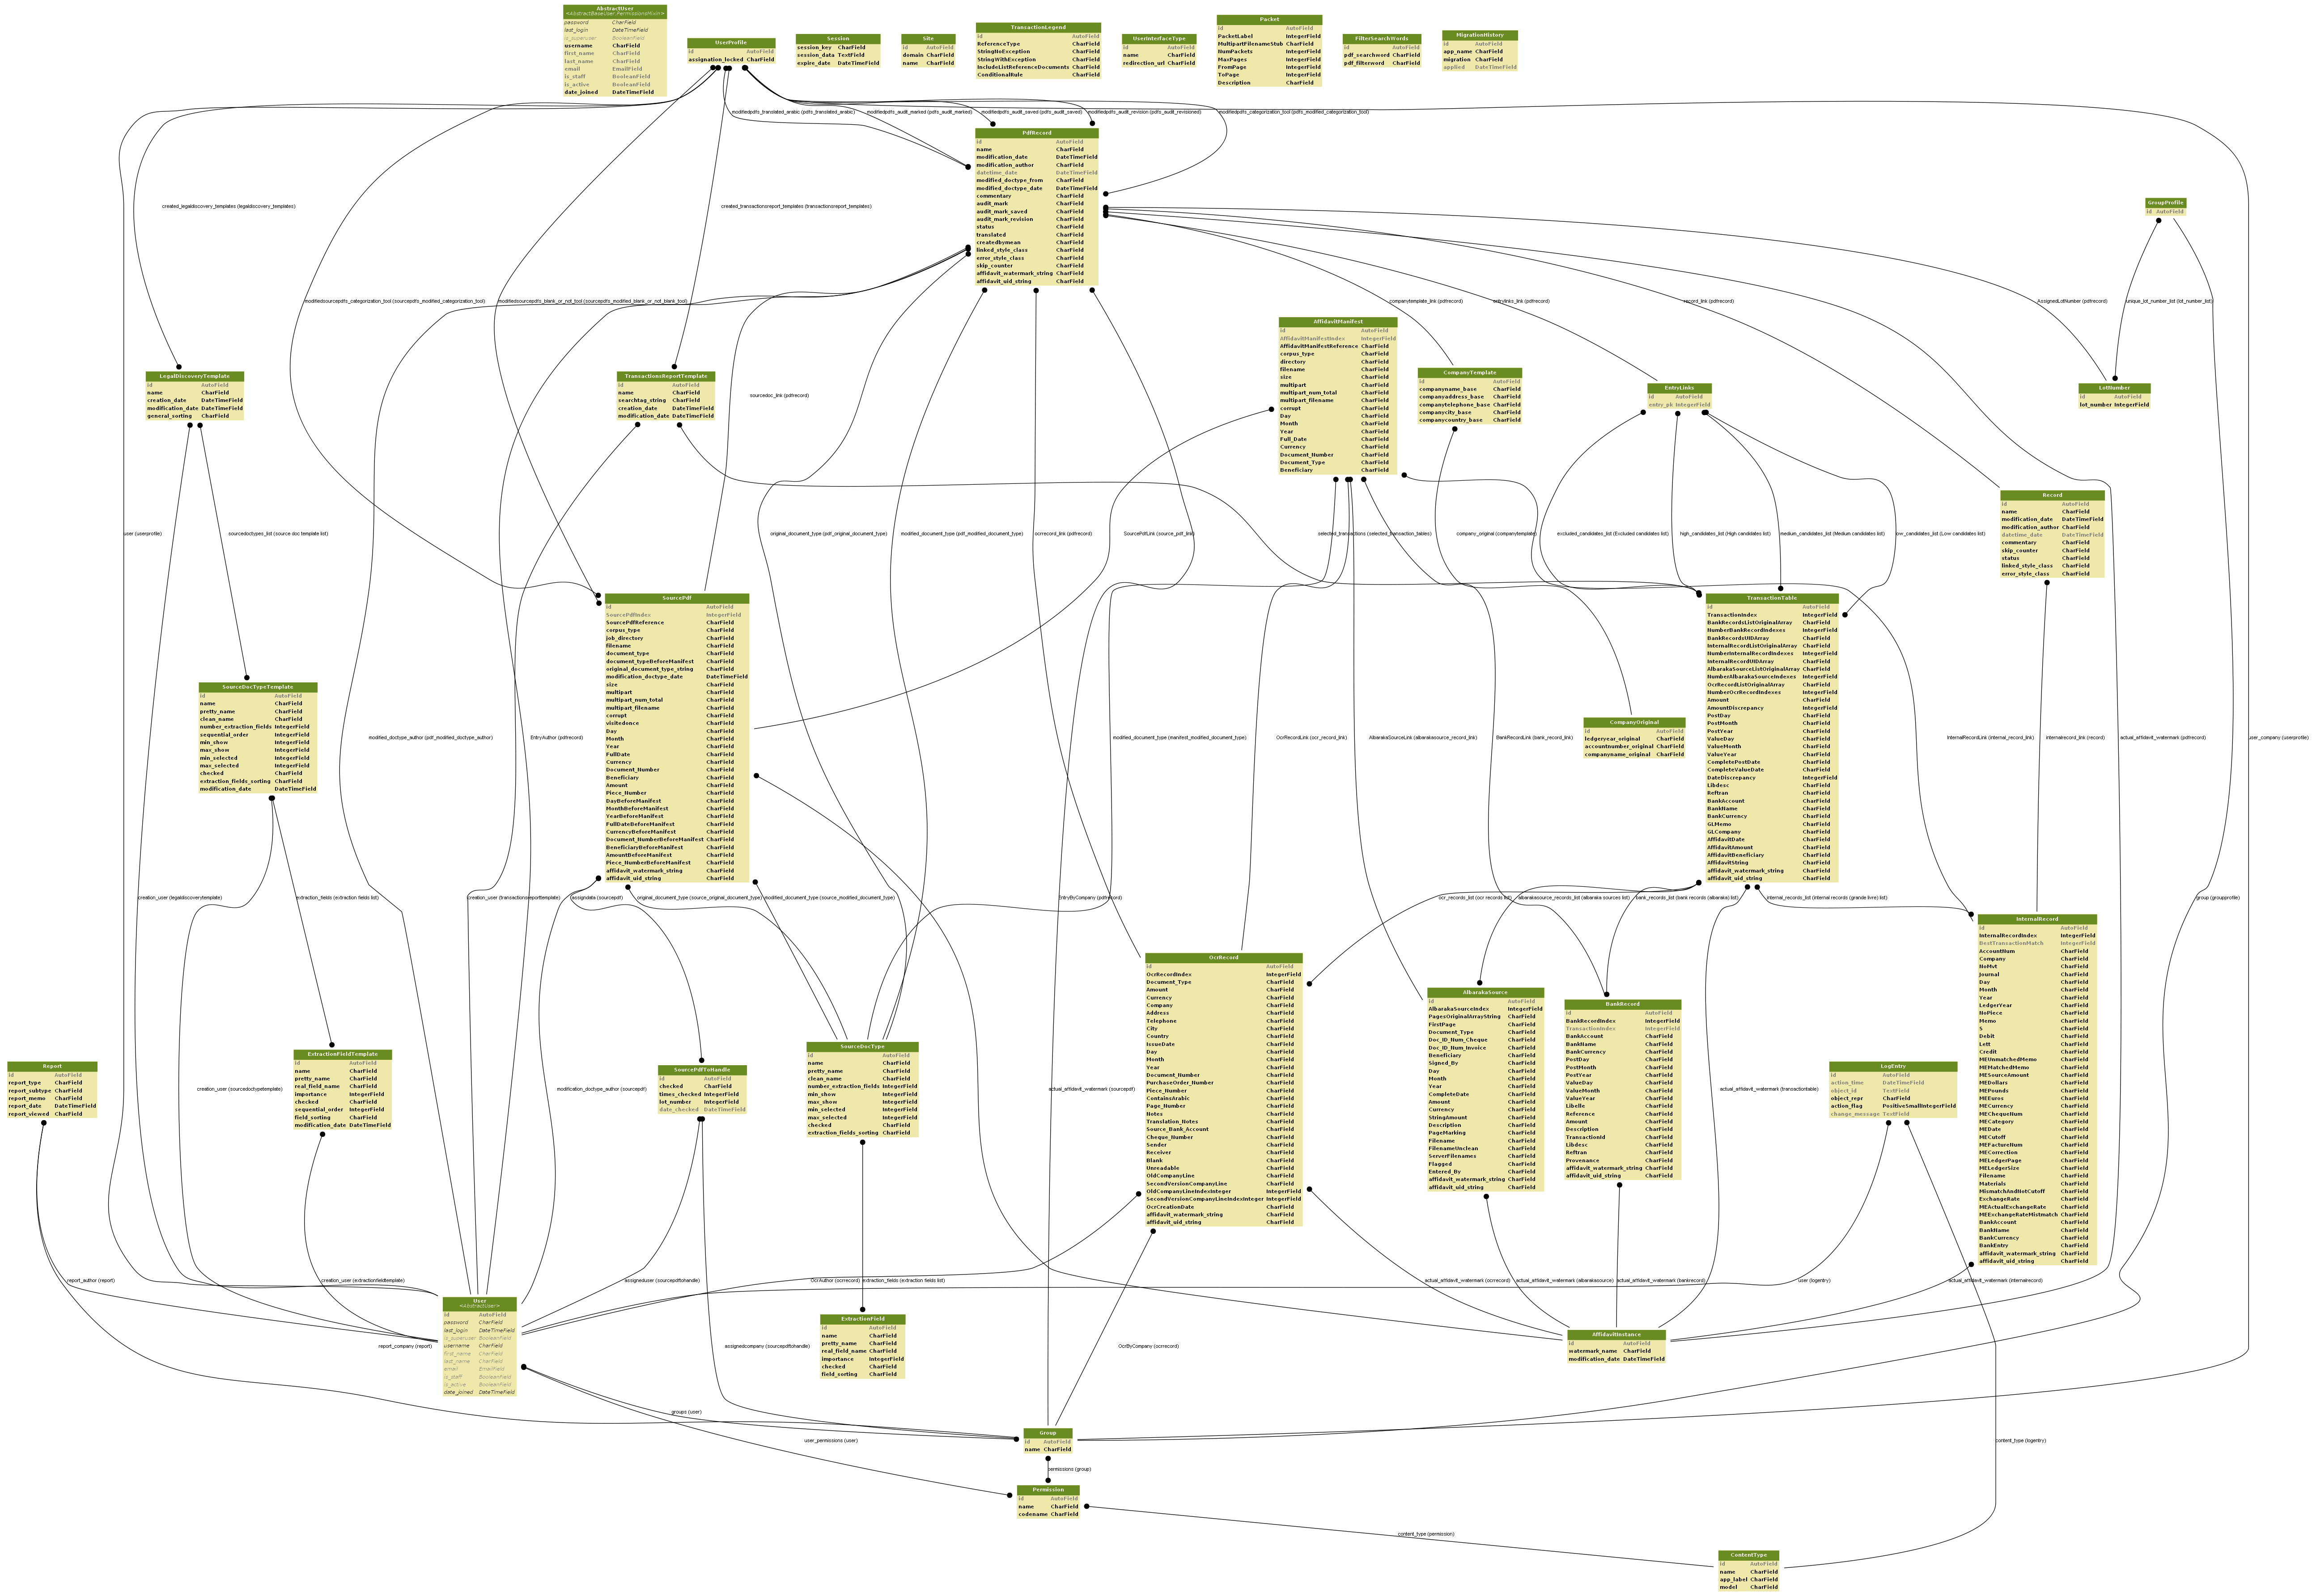 AbstractUser
<AbstractBaseUser,PermissionsMixin>
password CharField
last_login DateTimeField
is_superuser BooleanField
username CharField
first_name CharField
last_name CharField
email EmailField
is_staff BooleanField
is_active BooleanField
date_joined DateTimeField
UserProfile
id AutoField
assignation_locked CharField
Session
session_key CharField
session_data TextField
expire_date DateTimeField
Site
id AutoField
domain CharField
name CharField
TransactionLegend
id AutoField
ReferenceType CharField
StringNoException CharField
StringWithException CharField
IncludeListReferenceDocuments CharField
ConditionalRule CharField
UserInterfaceType
id AutoField
name CharField
redirection_url CharField
Packet
id AutoField
PacketLabel IntegerField
MultipartFilenameStub CharField
NumPackets IntegerField
MaxPages IntegerField
FromPage IntegerField
ToPage IntegerField
Description CharField
FilterSearchWords
id AutoField
pdf_searchword CharField
pdf_filterword CharField
MigrationHistory
id AutoField
app_name CharField
migration CharField
applied DateTimeField
modifiedpdfs_translated_arabic (pdfs_translated_arabic)
modifiedpdfs_audit_marked (pdfs_audit_marked)
modifiedpdfs_audit_saved (pdfs_audit_saved)
modifiedpdfs_audit_revision (pdfs_audit_revisioned)
modifiedpdfs_categorization_tool (pdfs_modified_categorization_tool)
PdfRecord
id AutoField
name CharField
modification_date DateTimeField
modification_author CharField
datetime_date DateTimeField
modified_doctype_from CharField
modified_doctype_date DateTimeField
commentary CharField
audit_mark CharField
audit_mark_saved CharField
audit_mark_revision CharField
status CharField
translated CharField
createdbymean CharField
linked_style_class CharField
error_style_class CharField
skip_counter CharField
affidavit_watermark_string CharField
affidavit_uid_string CharField
created_legaldiscovery_templates (legaldiscovery_templates)
created_transactionsreport_templates (transactionsreport_templates)
GroupProfile
id AutoField
modifiedsourcepdfs_categorization_tool (sourcepdfs_modified_categorization_tool)
modifiedsourcepdfs_blank_or_not_blank_tool (sourcepdfs_modified_blank_or_not_blank_tool)
companytemplate_link (pdfrecord)
entrylinks_link (pdfrecord)
record_link (pdfrecord)
AssignedLotNumber (pdfrecord)
unique_lot_number_list (lot_number_list)
LegalDiscoveryTemplate
id AutoField
name CharField
creation_date DateTimeField
modification_date DateTimeField
general_sorting CharField
TransactionsReportTemplate
id AutoField
name CharField
searchtag_string CharField
creation_date DateTimeField
modification_date DateTimeField
sourcedoc_link (pdfrecord)
AffidavitManifest
id AutoField
AffidavitManifestIndex IntegerField
AffidavitManifestReference CharField
corpus_type CharField
directory CharField
filename CharField
size CharField
multipart CharField
multipart_num_total CharField
multipart_filename CharField
corrupt CharField
Day CharField
Month CharField
Year CharField
Full_Date CharField
Currency CharField
Document_Number CharField
Document_Type CharField
Beneficiary CharField
CompanyTemplate
id AutoField
companyname_base CharField
companyaddress_base CharField
companytelephone_base CharField
companycity_base CharField
companycountry_base CharField
EntryLinks
id AutoField
entry_pk IntegerField
LotNumber
id AutoField
lot_number IntegerField
Record
id AutoField
name CharField
modification_date DateTimeField
modification_author CharField
datetime_date DateTimeField
commentary CharField
skip_counter CharField
status CharField
linked_style_class CharField
error_style_class CharField
user (userprofile)
sourcedoctypes_list (source doc template list)
original_document_type (pdf_original_document_type)
modified_document_type (pdf_modified_document_type)
ocrrecord_link (pdfrecord)
SourcePdfLink (source_pdf_link)
selected_transactions (selected_transaction_tables)
company_original (companytemplate)
excluded_candidates_list (Excluded candidates list)
high_candidates_list (High candidates list)
medium_candidates_list (Medium candidates list)
low_candidates_list (Low candidates list)
SourcePdf
id AutoField
SourcePdfIndex IntegerField
SourcePdfReference CharField
corpus_type CharField
job_directory CharField
filename CharField
document_type CharField
document_typeBeforeManifest CharField
original_document_type_string CharField
modification_doctype_date DateTimeField
size CharField
multipart CharField
multipart_num_total CharField
multipart_filename CharField
corrupt CharField
visitedonce CharField
Day CharField
Month CharField
Year CharField
FullDate CharField
Currency CharField
Document_Number CharField
Beneficiary CharField
Amount CharField
Piece_Number CharField
DayBeforeManifest CharField
MonthBeforeManifest CharField
YearBeforeManifest CharField
FullDateBeforeManifest CharField
CurrencyBeforeManifest CharField
Document_NumberBeforeManifest CharField
BeneficiaryBeforeManifest CharField
AmountBeforeManifest CharField
Piece_NumberBeforeManifest CharField
affidavit_watermark_string CharField
affidavit_uid_string CharField
TransactionTable
id AutoField
TransactionIndex IntegerField
BankRecordsListOriginalArray CharField
NumberBankRecordIndexes IntegerField
BankRecordsUIDArray CharField
InternalRecordListOriginalArray CharField
NumberInternalRecordIndexes IntegerField
InternalRecordUIDArray CharField
AlbarakaSourceListOriginalArray CharField
NumberAlbarakaSourceIndexes IntegerField
OcrRecordListOriginalArray CharField
NumberOcrRecordIndexes IntegerField
Amount CharField
AmountDiscrepancy IntegerField
PostDay CharField
PostMonth CharField
PostYear CharField
ValueDay CharField
ValueMonth CharField
ValueYear CharField
CompletePostDate CharField
CompleteValueDate CharField
DateDiscrepancy IntegerField
Libdesc CharField
Reftran CharField
BankAccount CharField
BankName CharField
BankCurrency CharField
GLMemo CharField
GLCompany CharField
AffidavitDate CharField
AffidavitAmount CharField
AffidavitBeneficiary CharField
AffidavitString CharField
affidavit_watermark_string CharField
affidavit_uid_string CharField
SourceDocTypeTemplate
id AutoField
name CharField
pretty_name CharField
clean_name CharField
number_extraction_fields IntegerField
sequential_order IntegerField
min_show IntegerField
max_show IntegerField
min_selected IntegerField
max_selected IntegerField
checked CharField
extraction_fields_sorting CharField
modification_date DateTimeField
CompanyOriginal
id AutoField
ledgeryear_original CharField
accountnumber_original CharField
companyname_original CharField
modified_doctype_author (pdf_modified_doctype_author)
EntryAuthor (pdfrecord)
modified_document_type (manifest_modified_document_type)
OcrRecordLink (ocr_record_link)
AlbarakaSourceLink (albarakasource_record_link)
BankRecordLink (bank_record_link)
InternalRecordLink (internal_record_link)
internalrecord_link (record)
actual_affidavit_watermark (pdfrecord)
user_company (userprofile)
creation_user (legaldiscoverytemplate)
extraction_fields (extraction fields list)
creation_user (transactionsreporttemplate)
assigndata (sourcepdf)
original_document_type (source_original_document_type)
modified_document_type (source_modified_document_type)
EntryByCompany (pdfrecord)
ocr_records_list (ocr records list)
albarakasource_records_list (albaraka sources list)
bank_records_list (bank records (albaraka) list)
internal_records_list (internal records (grande livre) list)
group (groupprofile)
OcrRecord
id AutoField
OcrRecordIndex IntegerField
Document_Type CharField
Amount CharField
Currency CharField
Company CharField
Address CharField
Telephone CharField
City CharField
Country CharField
IssueDate CharField
Day CharField
Month CharField
Year CharField
Document_Number CharField
PurchaseOrder_Number CharField
Piece_Number CharField
ContainsArabic CharField
Page_Number CharField
Notes CharField
Translation_Notes CharField
Source_Bank_Account CharField
Cheque_Number CharField
Sender CharField
Receiver CharField
Blank CharField
Unreadable CharField
OldCompanyLine CharField
SecondVersionCompanyLine CharField
OldCompanyLineIndexInteger IntegerField
SecondVersionCompanyLineIndexInteger IntegerField
OcrCreationDate CharField
affidavit_watermark_string CharField
affidavit_uid_string CharField
AlbarakaSource
id AutoField
AlbarakaSourceIndex IntegerField
PagesOriginalArrayString CharField
FirstPage CharField
Document_Type CharField
Doc_ID_Num_Cheque CharField
Doc_ID_Num_Invoice CharField
Beneficiary CharField
Signed_By CharField
Day CharField
Month CharField
Year CharField
CompleteDate CharField
Amount CharField
Currency CharField
StringAmount CharField
Description CharField
PageMarking CharField
Filename CharField
FilenameUnclean CharField
ServerFilenames CharField
Flagged CharField
Entered_By CharField
affidavit_watermark_string CharField
affidavit_uid_string CharField
BankRecord
id AutoField
BankRecordIndex IntegerField
TransactionIndex IntegerField
BankAccount CharField
BankName CharField
BankCurrency CharField
PostDay CharField
PostMonth CharField
PostYear CharField
ValueDay CharField
ValueMonth CharField
ValueYear CharField
Libelle CharField
Reference CharField
Amount CharField
Description CharField
TransactionId CharField
Libdesc CharField
Reftran CharField
Provenance CharField
affidavit_watermark_string CharField
affidavit_uid_string CharField
InternalRecord
id AutoField
InternalRecordIndex IntegerField
BestTransactionMatch IntegerField
AccountNum CharField
Company CharField
NoMvt CharField
Journal CharField
Day CharField
Month CharField
Year CharField
LedgerYear CharField
NoPiece CharField
Memo CharField
S CharField
Debit CharField
Lett CharField
Credit CharField
MEUnmatchedMemo CharField
MEMatchedMemo CharField
MESourceAmount CharField
MEDollars CharField
MEPounds CharField
MEEuros CharField
MECurrency CharField
MEChequeNum CharField
MECategory CharField
MEDate CharField
MECutoff CharField
MEFactureNum CharField
MECorrection CharField
MELedgerPage CharField
MELedgerSize CharField
Filename CharField
Materials CharField
MismatchAndNotCutoff CharField
ExchangeRate CharField
MEActualExchangeRate CharField
MEExchangeRateMistmatch CharField
BankAccount CharField
BankName CharField
BankCurrency CharField
BankEntry CharField
affidavit_watermark_string CharField
affidavit_uid_string CharField
Report
id AutoField
report_type CharField
report_subtype CharField
report_memo CharField
report_date DateTimeField
report_viewed CharField
ExtractionFieldTemplate
id AutoField
name CharField
pretty_name CharField
real_field_name CharField
importance IntegerField
checked CharField
sequential_order IntegerField
field_sorting CharField
modification_date DateTimeField
SourcePdfToHandle
id AutoField
checked CharField
times_checked IntegerField
lot_number IntegerField
date_checked DateTimeField
SourceDocType
id AutoField
name CharField
pretty_name CharField
clean_name CharField
number_extraction_fields IntegerField
min_show IntegerField
max_show IntegerField
min_selected IntegerField
max_selected IntegerField
checked CharField
extraction_fields_sorting CharField
LogEntry
id AutoField
action_time DateTimeField
object_id TextField
object_repr CharField
action_flag PositiveSmallIntegerField
change_message TextField
creation_user (sourcedoctypetemplate)
modification_doctype_author (sourcepdf)
actual_affidavit_watermark (sourcepdf)
actual_affidavit_watermark (transactiontable)
report_author (report)
creation_user (extractionfieldtemplate)
assigneduser (sourcepdftohandle)
OcrAuthor (ocrrecord)
extraction_fields (extraction fields list)
actual_affidavit_watermark (ocrrecord)
actual_affidavit_watermark (albarakasource)
actual_affidavit_watermark (bankrecord)
user (logentry)
actual_affidavit_watermark (internalrecord)
User
<AbstractUser>
id AutoField
password CharField
last_login DateTimeField
is_superuser BooleanField
username CharField
first_name CharField
last_name CharField
email EmailField
is_staff BooleanField
is_active BooleanField
date_joined DateTimeField
ExtractionField
id AutoField
name CharField
pretty_name CharField
real_field_name CharField
importance IntegerField
checked CharField
field_sorting CharField
AffidavitInstance
id AutoField
watermark_name CharField
modification_date DateTimeField
report_company (report)
assignedcompany (sourcepdftohandle)
OcrByCompany (ocrrecord)
groups (user)
user_permissions (user)
Group
id AutoField
name CharField
permissions (group)
content_type (logentry)
Permission
id AutoField
name CharField
codename CharField
content_type (permission)
ContentType
id AutoField
name CharField
app_label CharField
model CharField